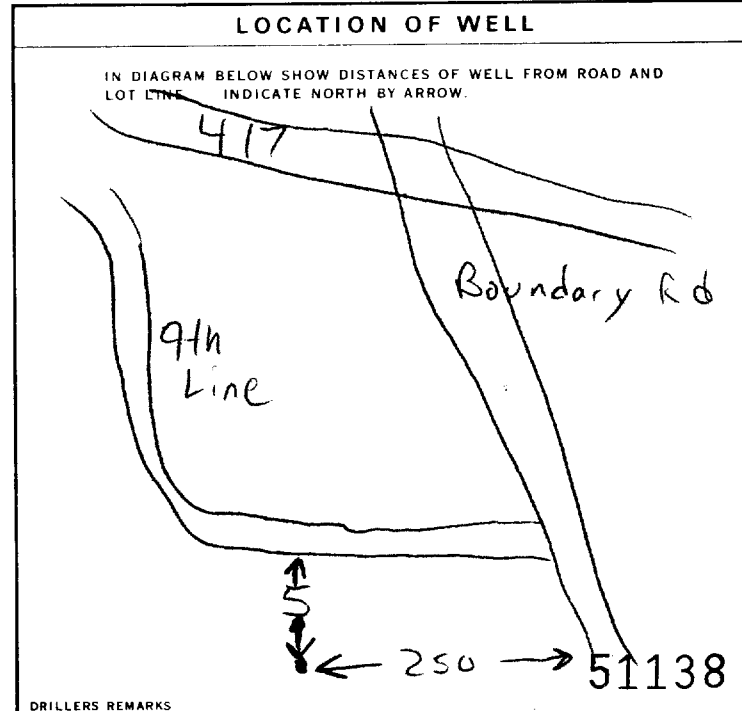 LOCATION OF WELL
IN DIAGRAM BELOW SHOW DISTANCES OF WELL FROM ROAD AND
LOT LINE    INDICATE NORTH BY ARROW.
417
Boundary Rd
9th
Line
5
250
51138
DRILLERS REMARKS